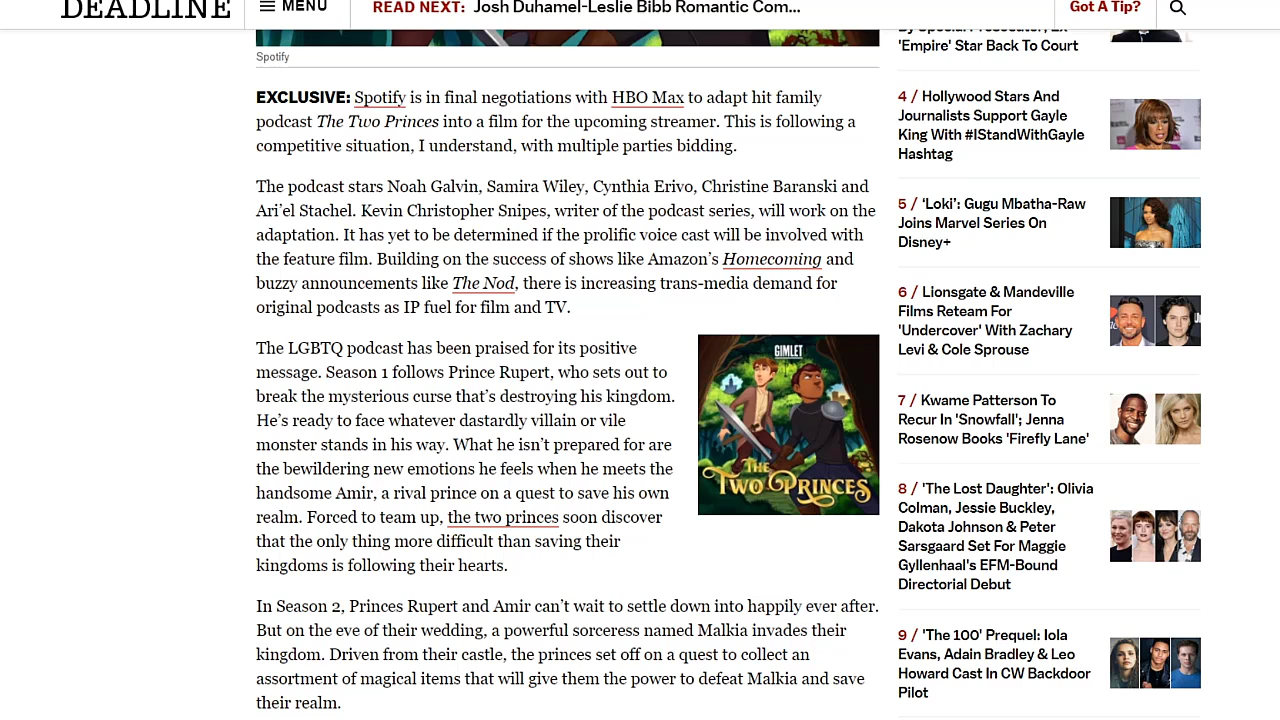 DEADLINE
MENU
READ NEXT: Josh Duhamel-Leslie Bibb Romantic Com...
Got A Tip?
Spotify
EXCLUSIVE: Spotify is in final negotiations with HBO Max to adapt hit family
podcast The Two Princes into a film for the upcoming streamer. This is following a
competitive situation, I understand, with multiple parties bidding.
The podcast stars Noah Galvin, Samira Wiley, Cynthia Erivo, Christine Baranski and
Ari’el Stachel. Kevin Christopher Snipes, writer of the podcast series, will work on the
adaptation. It has yet to be determined if the prolific voice cast will be involved with
the feature film. Building on the success of shows like Amazon’s Homecoming and
buzzy announcements like The Nod, there is increasing trans-media demand for
original podcasts as IP fuel for film and TV.
The LGBTQ podcast has been praised for its positive
message. Season 1 follows Prince Rupert, who sets out to
break the mysterious curse that’s destroying his kingdom.
He’s ready to face whatever dastardly villain or vile
monster stands in his way. What he isn’t prepared for are
the bewildering new emotions he feels when he meets the
handsome Amir, a rival prince on a quest to save his own
realm. Forced to team up, the two princes soon discover
that the only thing more difficult than saving their
kingdoms is following their hearts.
GIMLET
THE
TWO PRINCES
In Season 2, Princes Rupert and Amir can’t wait to settle down into happily ever after.
But on the eve of their wedding, a powerful sorceress named Malkia invades their
kingdom. Driven from their castle, the princes set off on a quest to collect an
assortment of magical items that will give them the power to defeat Malkia and save
their realm.
By Special Prosecutor; Ex-
'Empire' Star Back To Court
4 / Hollywood Stars And
Journalists Support Gayle
King With #IStandWithGayle
Hashtag
5 / ‘Loki’: Gugu Mbatha-Raw
Joins Marvel Series On
Disney+
6 / Lionsgate & Mandeville
Films Reteam For
'Undercover' With Zachary
Levi & Cole Sprouse
7 / Kwame Patterson To
Recur In 'Snowfall'; Jenna
Rosenow Books 'Firefly Lane'
8 / 'The Lost Daughter': Olivia
Colman, Jessie Buckley,
Dakota Johnson & Peter
Sarsgaard Set For Maggie
Gyllenhaal's EFM-Bound
Directorial Debut
9 / 'The 100' Prequel: Iola
Evans, Adain Bradley & Leo
Howard Cast In CW Backdoor
Pilot